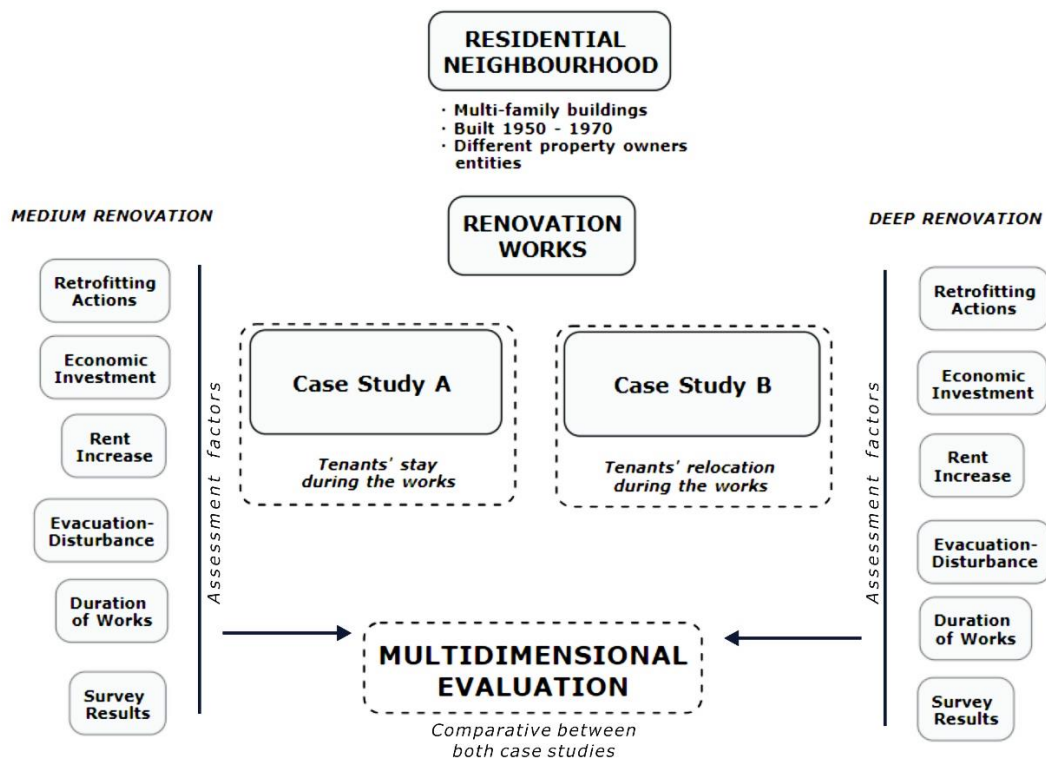 RESIDENTIAL
NEIGHBOURHOOD
· Multi-family buildings
· Built 1950 - 1970
· Different property owners
entities
MEDIUM RENOVATION
RENOVATION
WORKS
DEEP RENOVATION
Retrofitting
Actions
Economic
Investment
Rent
Increase
Evacuation-
Disturbance
Duration
of Works
Survey
Results
Assessment factors
Case Study A
Tenants' stay
during the works
Case Study B
Tenants' relocation
during the works
Assessment factors
Retrofitting
Actions
Economic
Investment
Rent
Increase
Evacuation-
Disturbance
Duration
of Works
Survey
Results
MULTIDIMENSIONAL
EVALUATION
Comparative between
both case studies